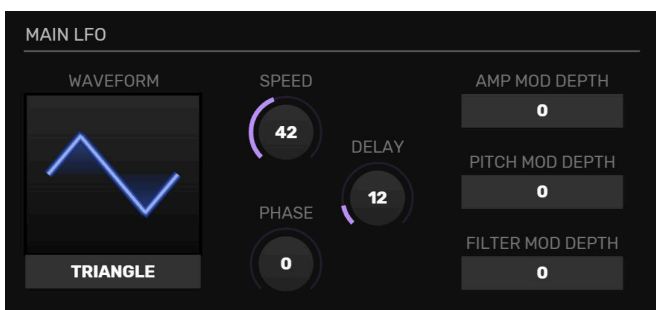 MAIN LFO
WAVEFORM
TRIANGLE
SPEED
42
DELAY
12
PHASE
0
AMP MOD DEPTH
0
PITCH MOD DEPTH
0
FILTER MOD DEPTH
0